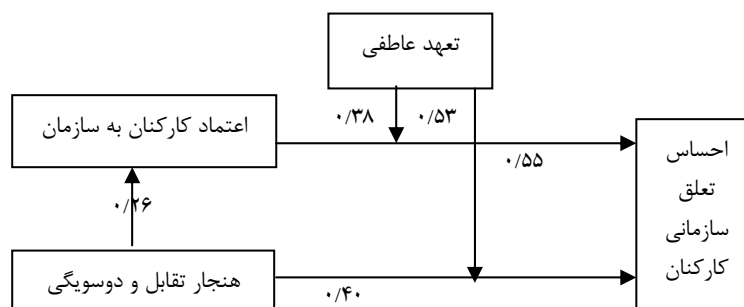 تعهد عاطفی
۰/۳۸
۰/۵۳
اعتماد کارکنان به سازمان
۰/۵۵
احساس
تعلق
سازمانی
کارکنان
۰/۲۶
هنجار تقابل و دوسویگی
۰/۴۰